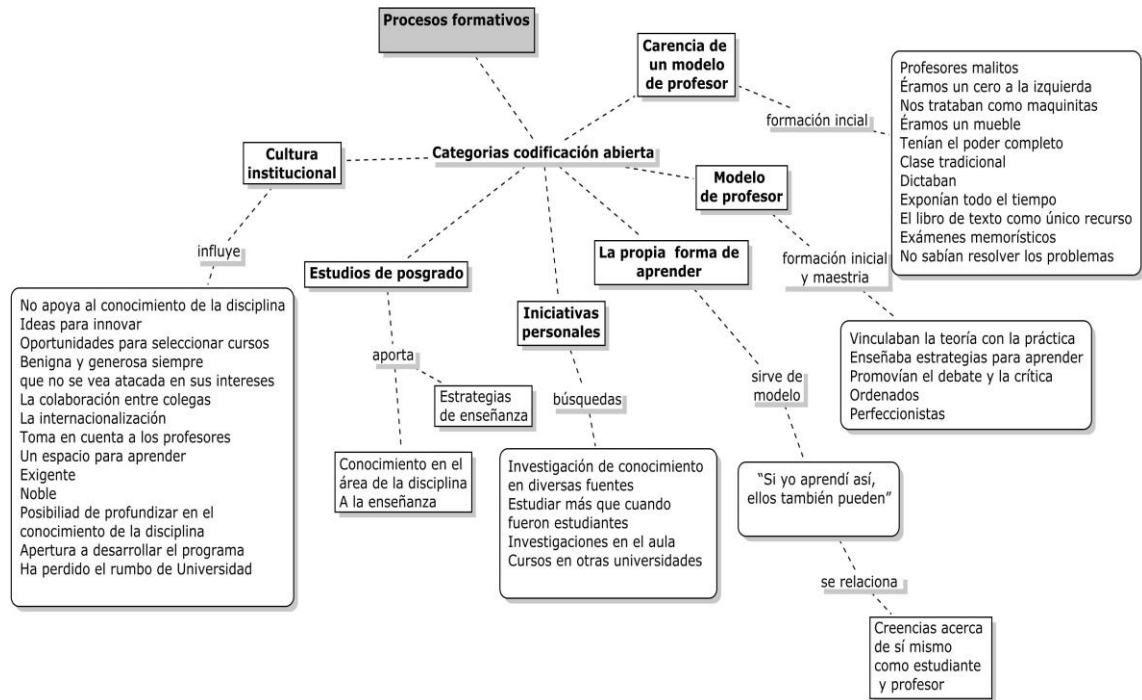 Procesos formativos
Carencia de
un modelo
de profesor
formación incial
Profesores malitos
Éramos un cero a la izquierda
Nos trataban como maquinitas
Éramos un mueble
Tenían el poder completo
Clase tradicional
Dictaban
Exponían todo el tiempo
El libro de texto como único recurso
Exámenes memorísticos
No sabían resolver los problemas
Categorias codificación abierta
Cultura
institucional
influye
No apoya al conocimiento de la disciplina
Ideas para innovar
Oportunidades para seleccionar cursos
Benigna y generosa siempre
que no se vea atacada en sus intereses
La colaboración entre colegas
La internacionalización
Toma en cuenta a los profesores
Un espacio para aprender
Exigente
Noble
Posibiliad de profundizar en el
conocimiento de la disciplina
Apertura a desarrollar el programa
Ha perdido el rumbo de Universidad
Estudios de posgrado
aporta
Estrategias
de enseñanza
Conocimiento en el
área de la disciplina
A la enseñanza
Iniciativas
personales
búsquedas
Investigación de conocimiento
en diversas fuentes
Estudiar más que cuando
fueron estudiantes
Investigaciones en el aula
Cursos en otras universidades
La propia forma de
aprender
sirve de
modelo
“Si yo aprendí así,
ellos también pueden”
se relaciona
Creencias acerca
de sí mismo
como estudiante
y profesor
Modelo
de profesor
formación inicial
y maestria
Vinculaban la teoría con la práctica
Enseñaba estrategias para aprender
Promovían el debate y la crítica
Ordenados
Perfeccionistas